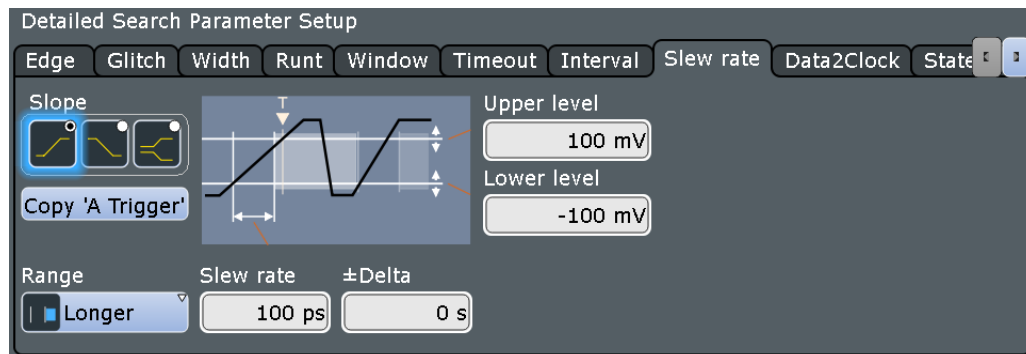 Detailed Search Parameter Setup
Edge Glitch Width Runt Window Timeout Interval Slew rate Data2Clock State
Slope
T
Upper level
100 mV
Lower level
Copy 'A Trigger'
-100 mV
Range Slew rate ±Delta
Longer 100 ps 0 s